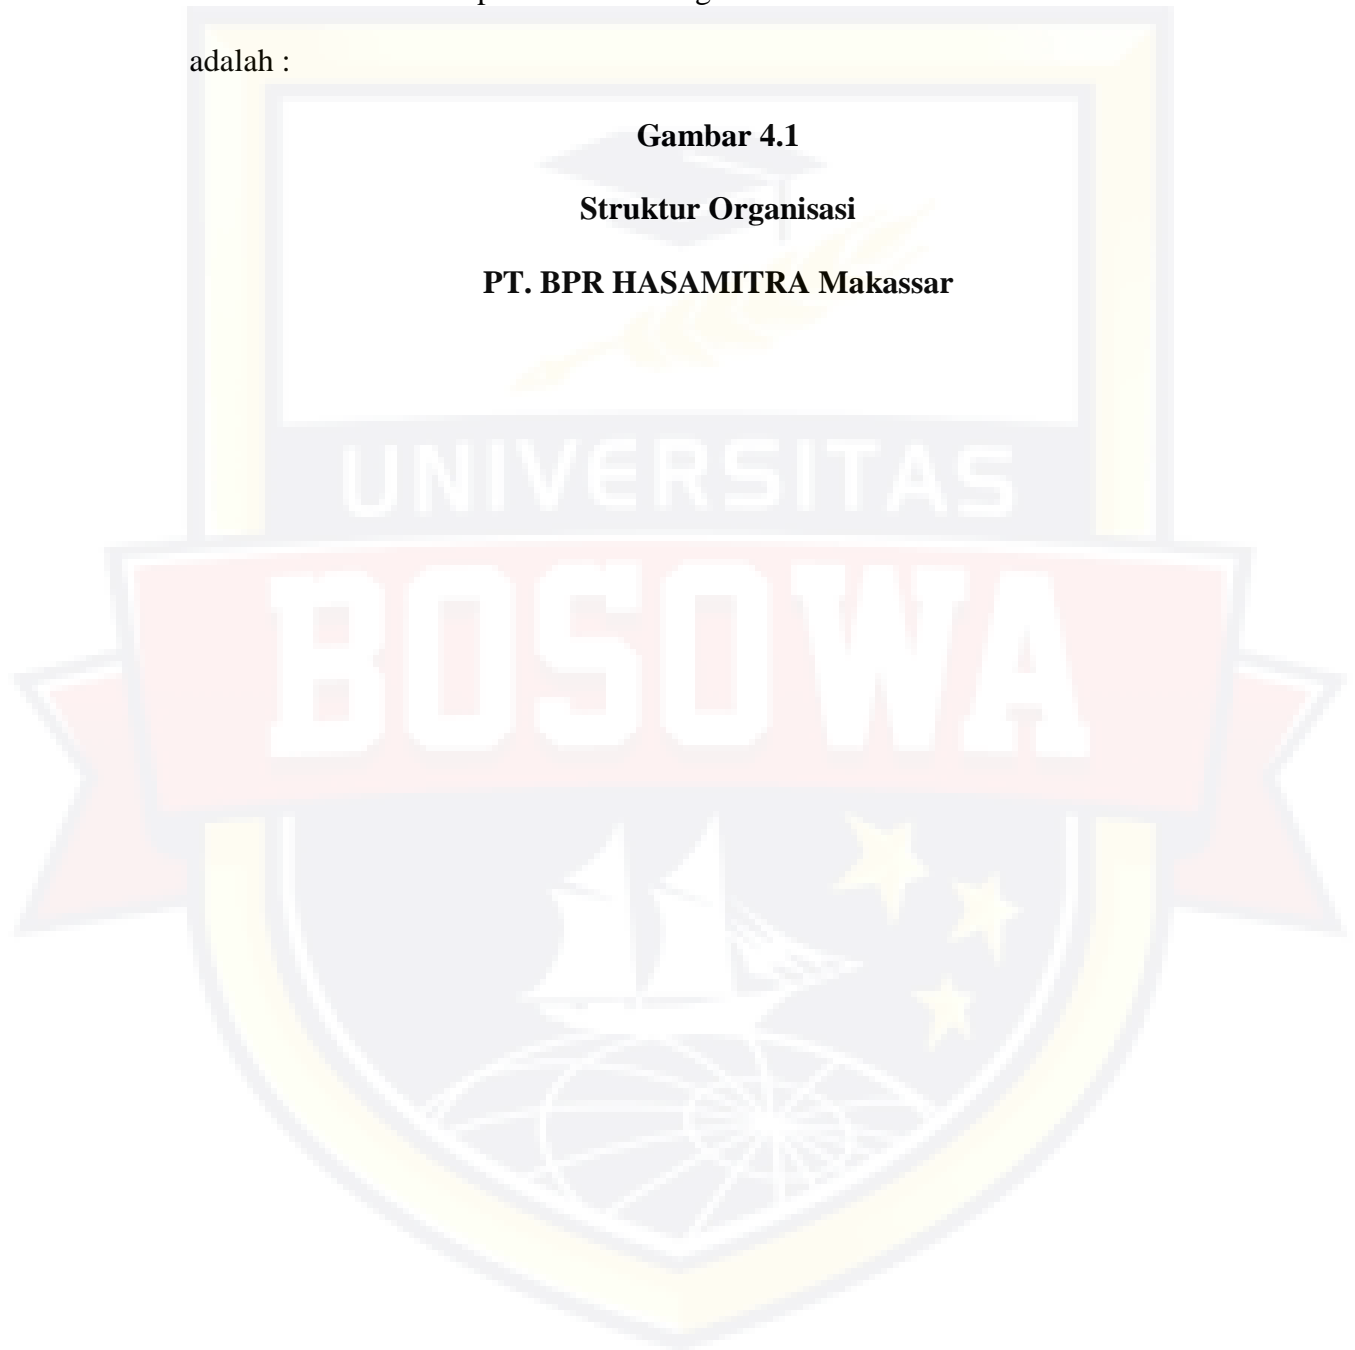 adalah :
Gambar 4.1
Struktur Organisasi
PT. BPR HASAMITRA Makassar
UNIVERSITAS
BOSOWA